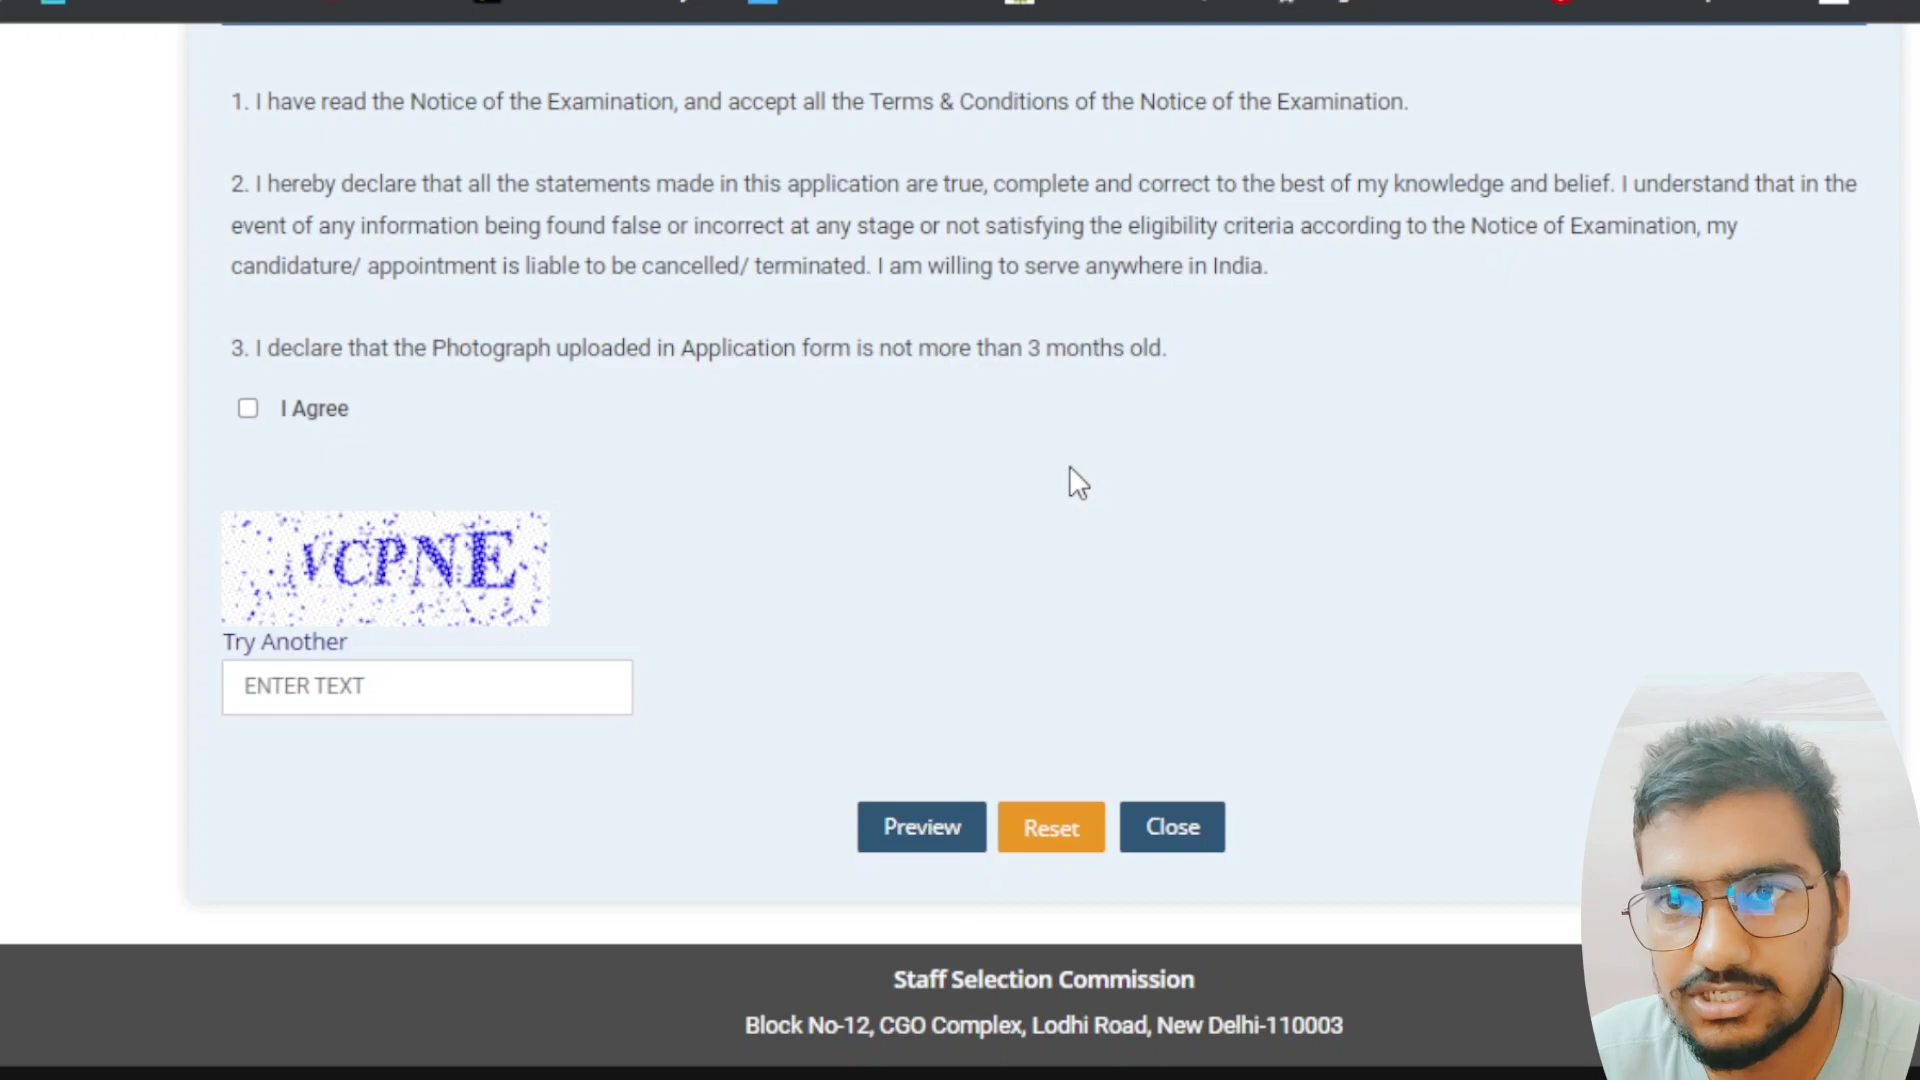 1. I have read the Notice of the Examination, and accept all the Terms & Conditions of the Notice of the Examination.
2. I hereby declare that all the statements made in this application are true, complete and correct to the best of my knowledge and belief. I understand that in the
event of any information being found false or incorrect at any stage or not satisfying the eligibility criteria according to the Notice of Examination, my
candidature/ appointment is liable to be cancelled/ terminated. I am willing to serve anywhere in India.
3. I declare that the Photograph uploaded in Application form is not more than 3 months old.
I Agree
VCPNE
Try Another
ENTER TEXT
Preview Reset Close
Staff Selection Commission
Block No-12, CGO Complex, Lodhi Road, New Delhi-110003